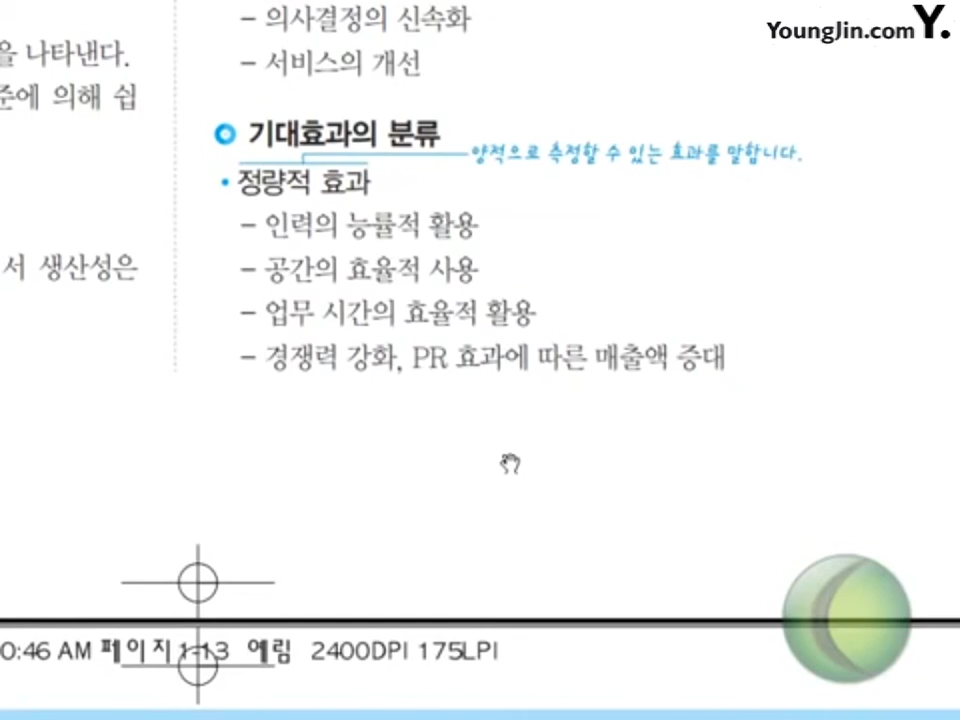 - 의사결정의 신속화
YoungJin.com Y.
을 나타낸다.
- 서비스의 개선
준에 의해 쉽
기대효과의 분류
양적으로 측정할 수 있는 효과를 말합니다.
• 정량적 효과
- 인력의 능률적 활용
서 생산성은
- 공간의 효율적 사용
- 업무 시간의 효율적 활용
- 경쟁력 강화, PR 효과에 따른 매출액 증대
0:46 AM 페이지1-13 예림 2400DPI 175LPI